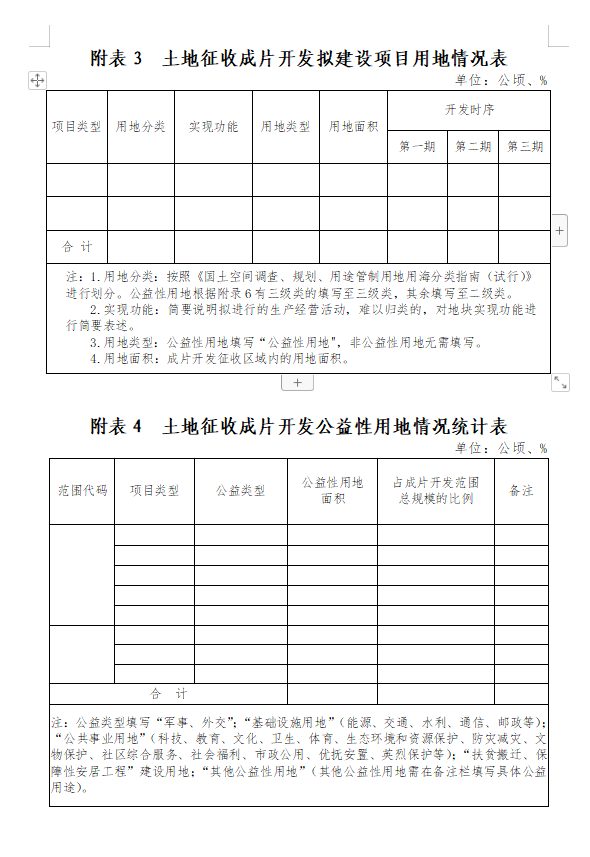 附表 3 土地征收成片开发拟建设项目用地情况表
单位：公顷、%
项目类型 用地分类 实现功能 用地类型 用地面积 开发时序
第一期 第二期 第三期
合 计
注：1.用地分类：按照《国土空间调查、规划、用途管制用地用海分类指南（试行）》
进行划分。公益性用地根据附录 6 有三级类的填写至三级类，其余填写至二级类。
2.实现功能：简要说明拟进行的生产经营活动，难以归类的，对地块实现功能进
行简要表述。
3.用地类型：公益性用地填写“公益性用地”，非公益性用地无需填写。
4.用地面积：成片开发征收区域内的用地面积。
附表 4 土地征收成片开发公益性用地情况统计表
单位：公顷、%
范围代码 项目类型 公益类型 公益性用地
面积 占成片开发范围
总规模的比例 备注
合 计
注：公益类型填写“军事、外交”；“基础设施用地”（能源、交通、水利、通信、邮政等）；
“公共事业用地”（科技、教育、文化、卫生、体育、生态环境和资源保护、防灾减灾、文
物保护、社区综合服务、社会福利、市政公用、优抚安置、英烈保护等）；“扶贫搬迁、保
障性安居工程”建设用地；“其他公益性用地”（其他公益性用地需在备注栏填写具体公益
用途）。